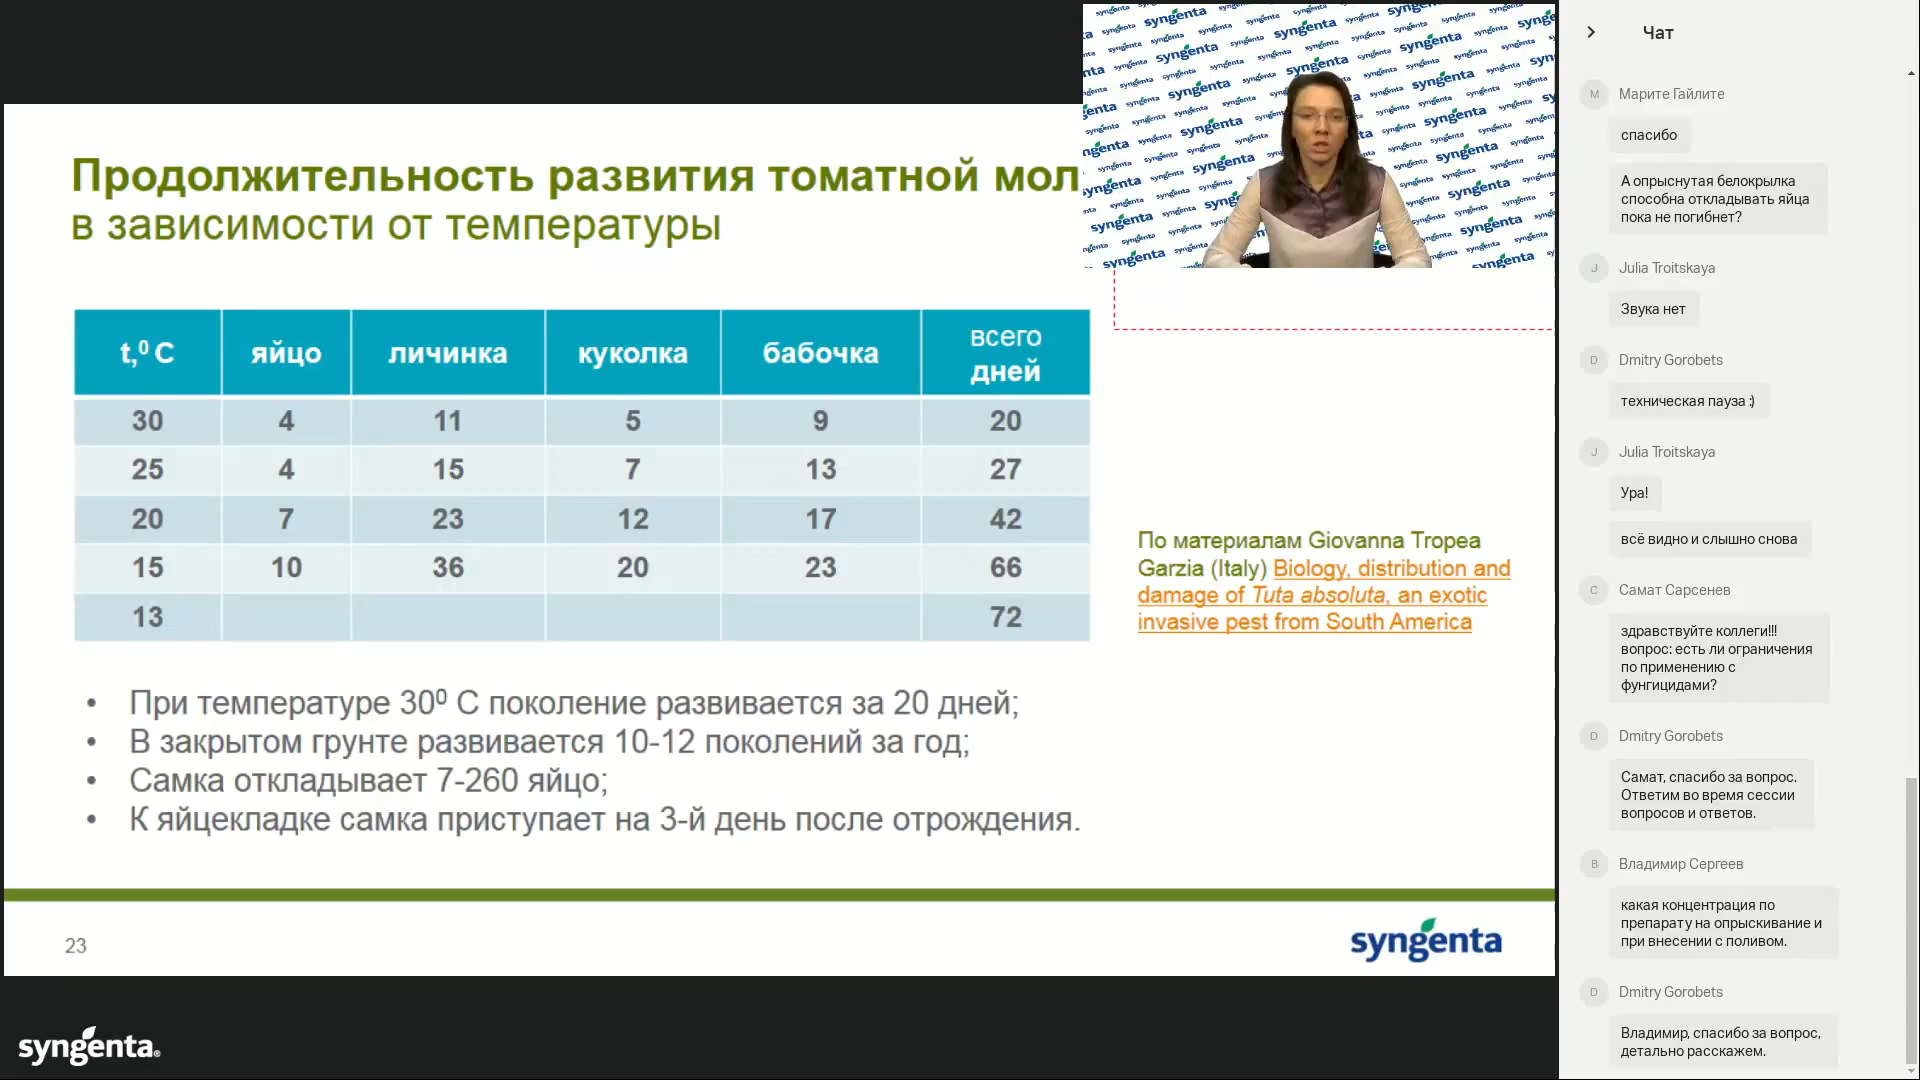 Продолжительность развития томатной мол
в зависимости от температуры
t,⁰ С яйцо личинка куколка бабочка всего дней
30 4 11 5 9 20
25 4 15 7 13 27
20 7 23 12 17 42
15 10 36 20 23 66
13 72
По материалам Giovanna Tropea
Garzia (Italy) Biology, distribution and
damage of Tuta absoluta, an exotic
invasive pest from South America
• При температуре 30⁰ С поколение развивается за 20 дней;
• В закрытом грунте развивается 10-12 поколений за год;
• Самка откладывает 7-260 яйцо;
• К яйцекладке самка приступает на 3-й день после отрождения.
23
syngenta
syngenta®
syngenta
Чат
М Марите Гайлите
спасибо
А опрыснутая белокрылка
способна откладывать яйца
пока не погибнет?
J Julia Troitskaya
Звука нет
D Dmitry Gorobets
техническая пауза :)
J Julia Troitskaya
Ура!
всё видно и слышно снова
С Самат Сарсенев
здравствуйте коллеги!!!
вопрос: есть ли ограничения
по применению с
фунгицидами?
D Dmitry Gorobets
Самат, спасибо за вопрос.
Ответим во время сессии
вопросов и ответов.
В Владимир Сергеев
какая концентрация по
препарату на опрыскивание и
при внесении с поливом.
D Dmitry Gorobets
Владимир, спасибо за вопрос,
детально расскажем.